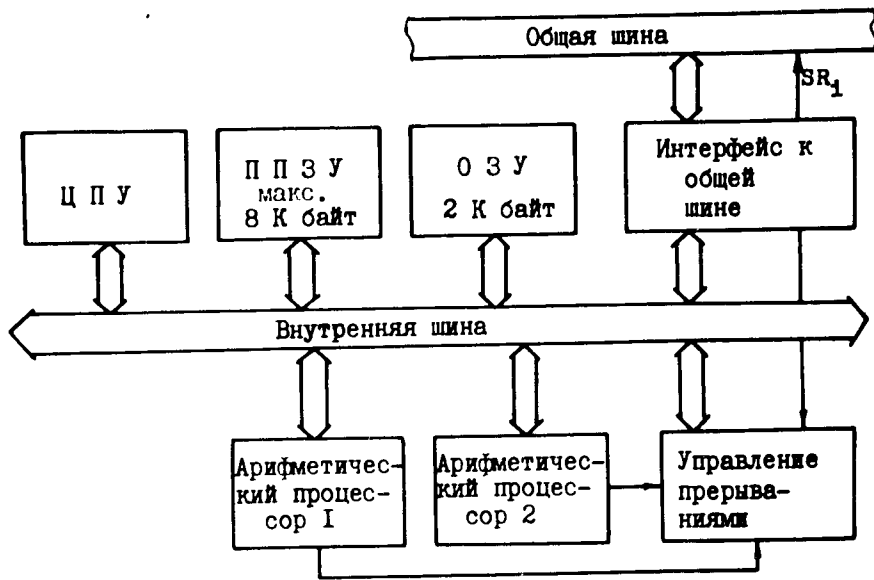 Общая шина
SR1
Ц П У
П П З У
макс.
8 К байт
О З У
2 К байт
Интерфейс к
общей
шине
Внутренняя шина
Арифметичес-
кий процес-
сор I
Арифметичес-
кий процес-
сор 2
Управление
прерыва-
ниями